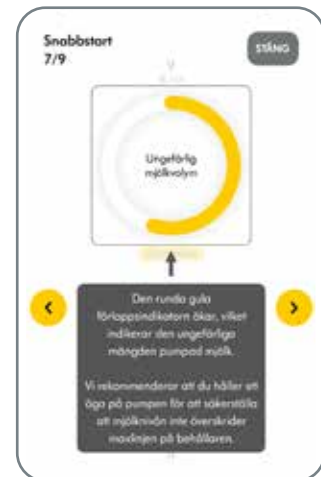 Snabbstart
7/9
STÄNG
Ungefärlig
mjölkvolym
Den runda gula
förloppsindikatorn ökar, vilket
indikerar den ungefärliga
mängden pumpad mjölk.
Vi rekommenderar att du håller ett
öga på pumpen för att säkerställa
att mjölknivån inte överskrider
maxlinjen på behållaren.